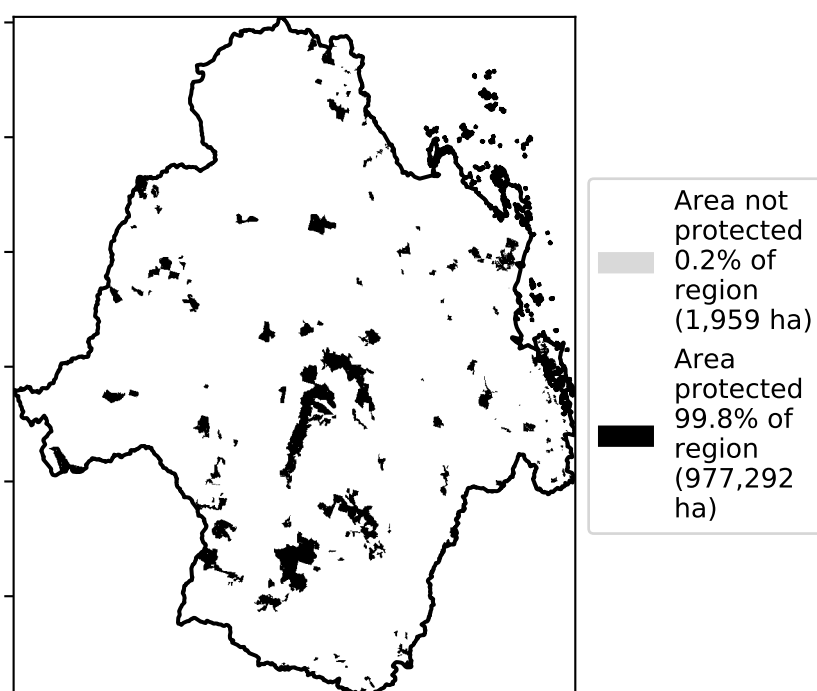 Area not
protected
0.2% of
region
(1,959 ha)
Area
protected
99.8% of
region
(977,292
ha)